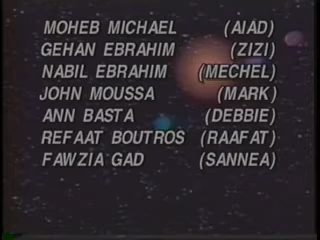 MOHEB MICHAEL (AIAD)
GEHAN EBRAHIM (ZIZI)
NABIL EBRAHIM (MECHEL)
JOHN MOUSSA (MARK)
ANN BASTA (DEBBIE)
REFAAT BOUTROS (RAAFAT)
FAWZIA GAD (SANNEA)